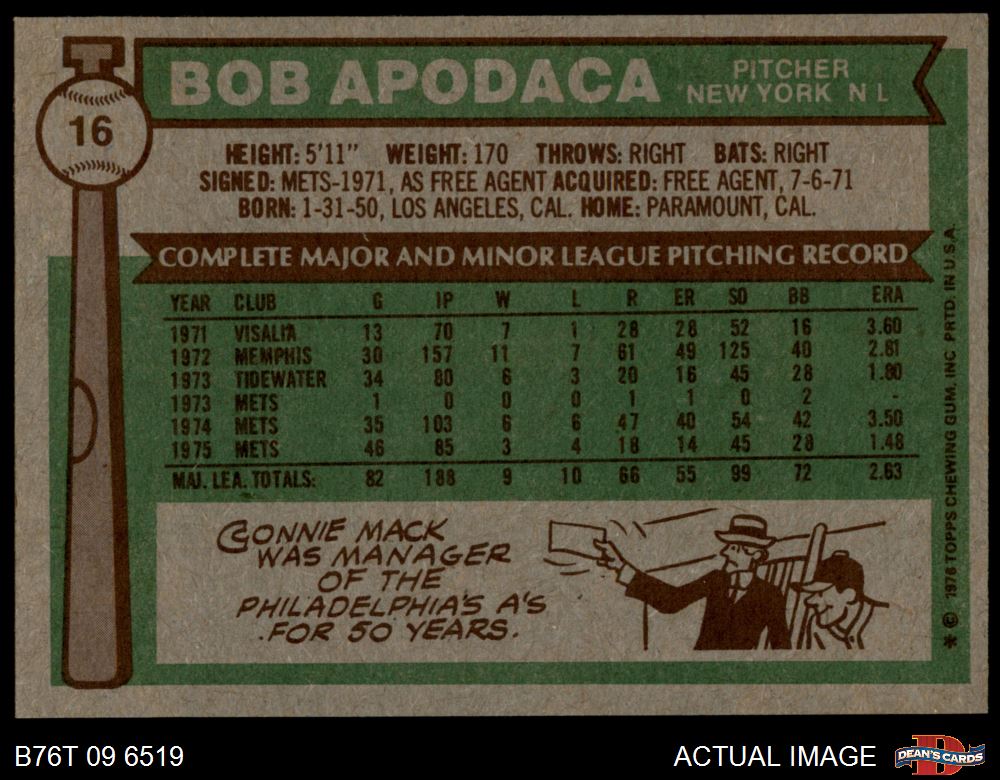 16
BOB APODACA
PITCHER
NEW YORK N L
HEIGHT: 5'11" WEIGHT: 170 THROWS: RIGHT BATS: RIGHT
SIGNED: METS-1971, AS FREE AGENT ACQUIRED: FREE AGENT, 7-6-71
BORN: 1-31-50, LOS ANGELES, CAL. HOME: PARAMOUNT, CAL.
COMPLETE MAJOR AND MINOR LEAGUE PITCHING RECORD
YEAR CLUB G IP W L R ER SO BB ERA
1971 VISALIA 13 70 7 1 28 28 52 16 3.60
1972 MEMPHIS 30 157 11 7 61 49 125 40 2.81
1973 TIDEWATER 34 80 6 3 20 16 45 28 1.80
1973 METS 1 0 0 0 1 1 0 2 -
1974 METS 35 103 6 6 47 40 54 42 3.50
1975 METS 46 85 3 4 18 14 45 28 1.48
MAJ. LEA. TOTALS: 82 188 9 10 66 55 99 72 2.63
CONNIE MACK
WAS MANAGER
OF THE
PHILADELPHIA'S A'S
FOR 50 YEARS.
* © 1976 TOPPS CHEWING GUM, INC PRTD. IN U.S.A.
B76T 09 6519
ACTUAL IMAGE
D
DEAN'S CARDS